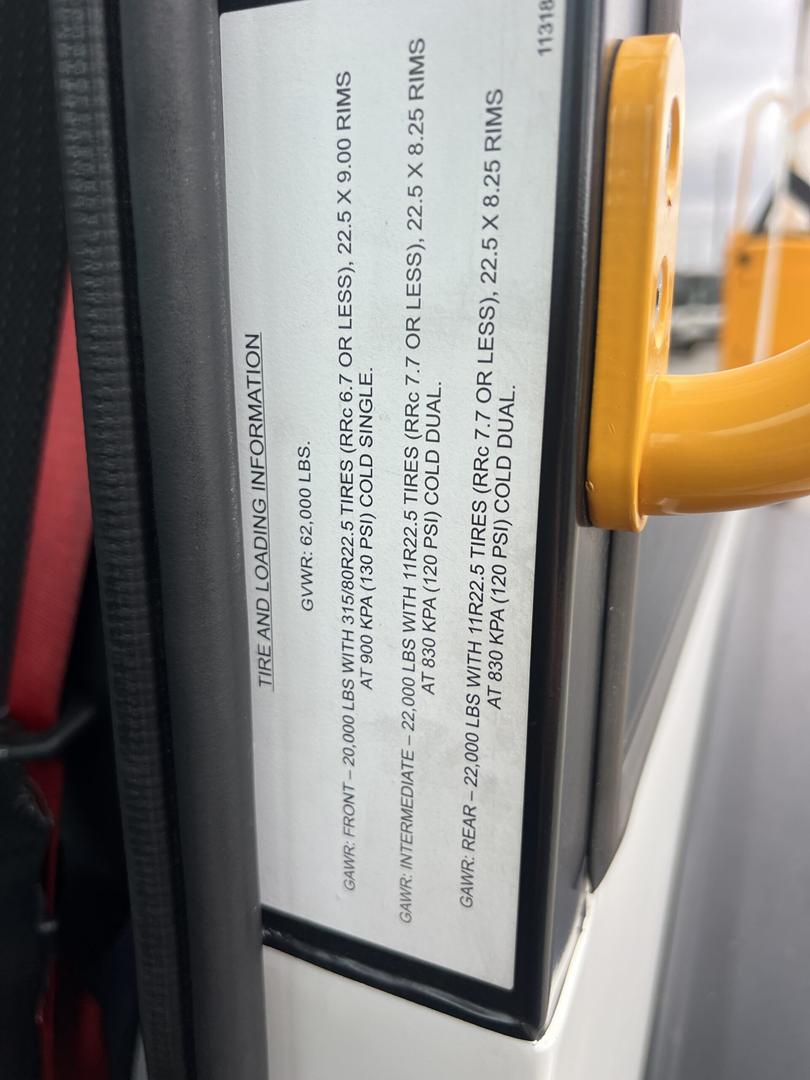 TIRE AND LOADING INFORMATION
GVWR: 62,000 LBS.
GAWR: FRONT – 20,000 LBS WITH 315/80R22.5 TIRES (RRc 6.7 OR LESS), 22.5 X 9.00 RIMS
AT 900 KPA (130 PSI) COLD SINGLE.
GAWR: INTERMEDIATE – 22,000 LBS WITH 11R22.5 TIRES (RRc 7.7 OR LESS), 22.5 X 8.25 RIMS
AT 830 KPA (120 PSI) COLD DUAL.
GAWR: REAR – 22,000 LBS WITH 11R22.5 TIRES (RRc 7.7 OR LESS), 22.5 X 8.25 RIMS
AT 830 KPA (120 PSI) COLD DUAL.
11318